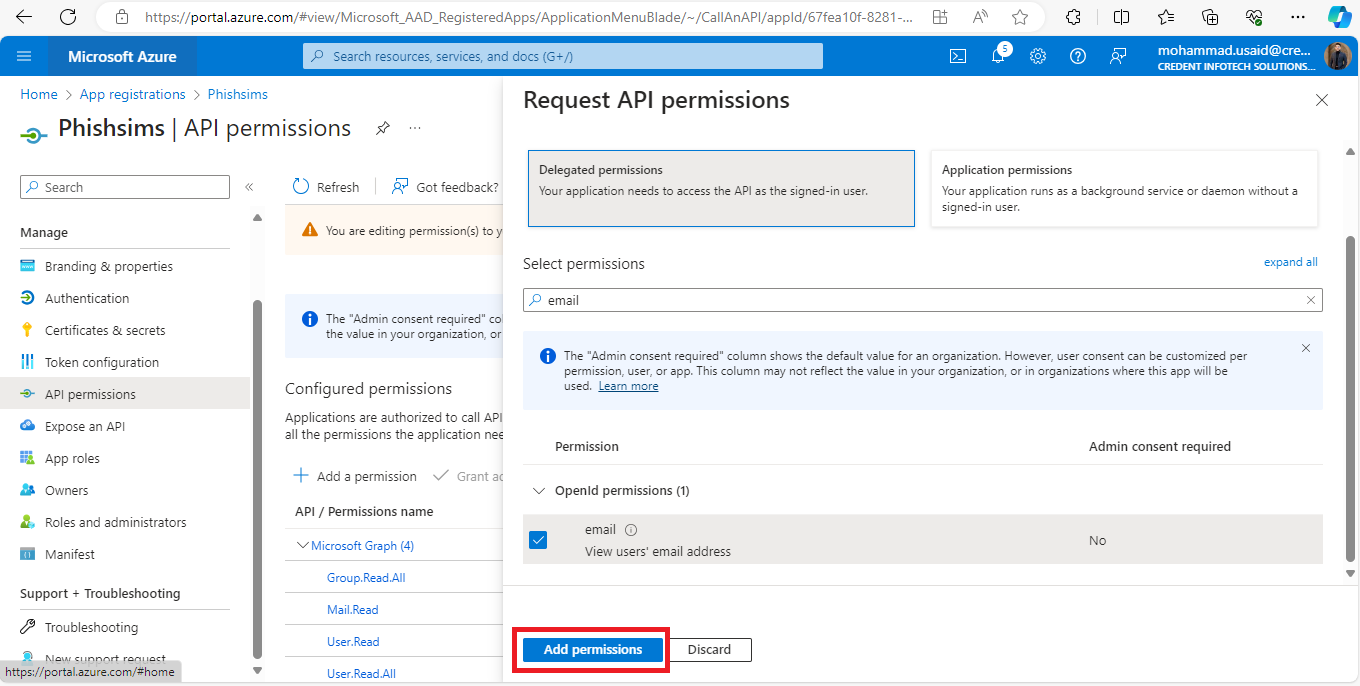 https://portal.azure.com/#view/Microsoft_AAD_RegisteredApps/ApplicationMenuBlade/~/CallAnAPI/appId/67fea10f-8281-...
Microsoft Azure
Search resources, services, and docs (G+/)
5
mohammad.usaid@cre...
CREDENT INFOTECH SOLUTIONS...
Home > App registrations > Phishsims
Phishsims | API permissions
...
Search
«
Manage
Branding & properties
Authentication
Certificates & secrets
Token configuration
API permissions
Expose an API
App roles
Owners
Roles and administrators
Manifest
Support + Troubleshooting
Troubleshooting
New support request
https://portal.azure.com/#home
Refresh
Got feedback?
You are editing permission(s) to y
The "Admin consent required" co
the value in your organization, or
Configured permissions
Applications are authorized to call API
all the permissions the application nee
Add a permission
Grant ad
API / Permissions name
Microsoft Graph (4)
Group.Read.All
Mail.Read
User.Read
User.Read.All
Request API permissions
Delegated permissions
Your application needs to access the API as the signed-in user.
Application permissions
Your application runs as a background service or daemon without a
signed-in user.
Select permissions
expand all
email
The "Admin consent required" column shows the default value for an organization. However, user consent can be customized per
permission, user, or app. This column may not reflect the value in your organization, or in organizations where this app will be
used. Learn more
Permission
Admin consent required
OpenId permissions (1)
email
View users' email address
No
Add permissions
Discard